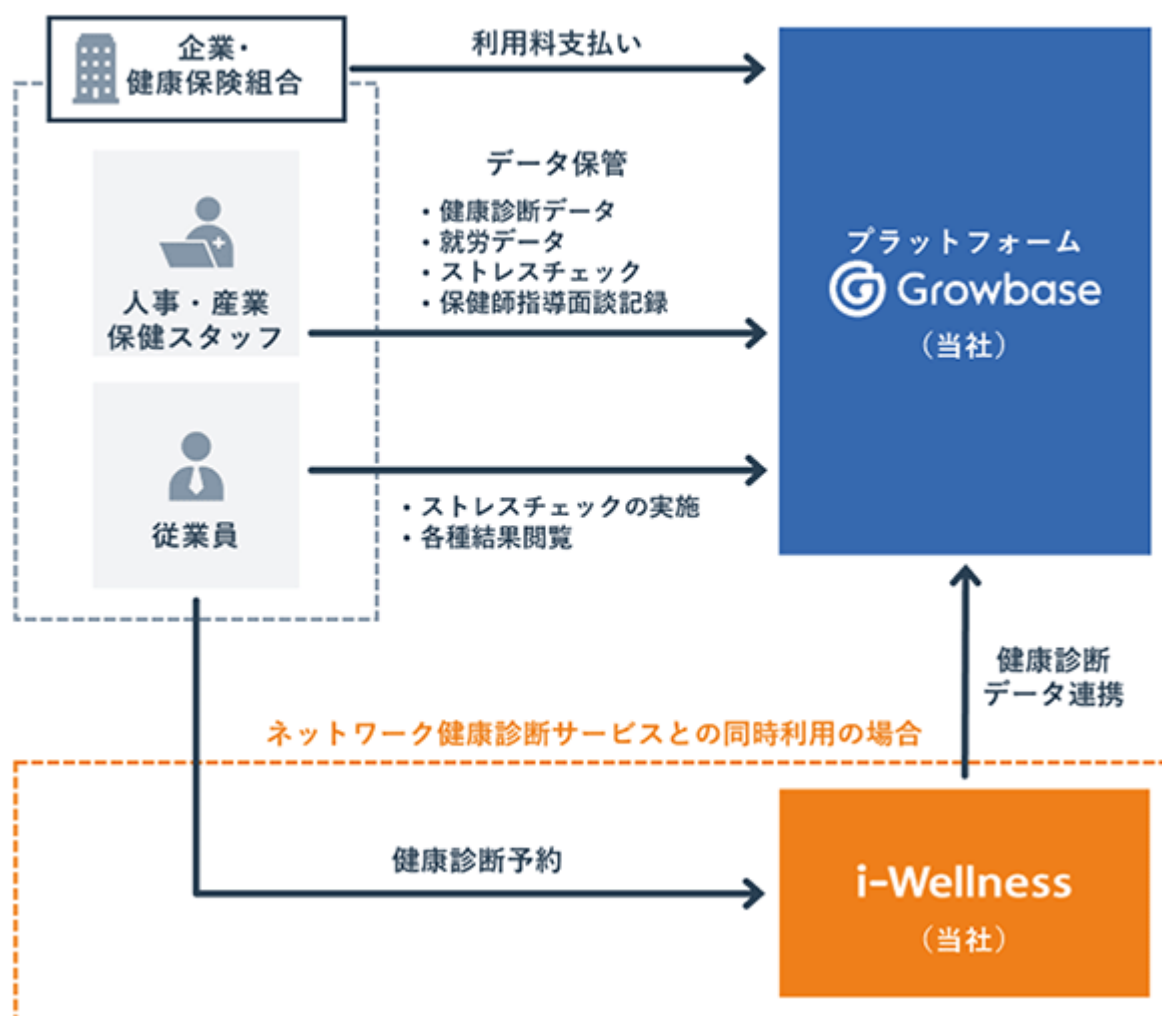 企業・
健康保険組合
利用料支払い
データ保管
・健康診断データ
・就労データ
・ストレスチェック
・保健師指導面談記録
人事・産業
保健スタッフ
プラットフォーム
Growbase
（当社）
従業員
・ストレスチェックの実施
・各種結果閲覧
健康診断
データ連携
ネットワーク健康診断サービスとの同時利用の場合
健康診断予約
i-Wellness
（当社）